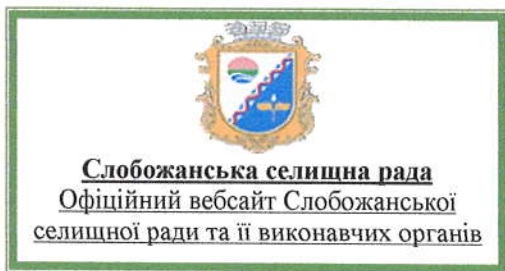 Слобожанська селищна рада
Офіційний вебсайт Слобожанської
селищної ради та її виконавчих органів